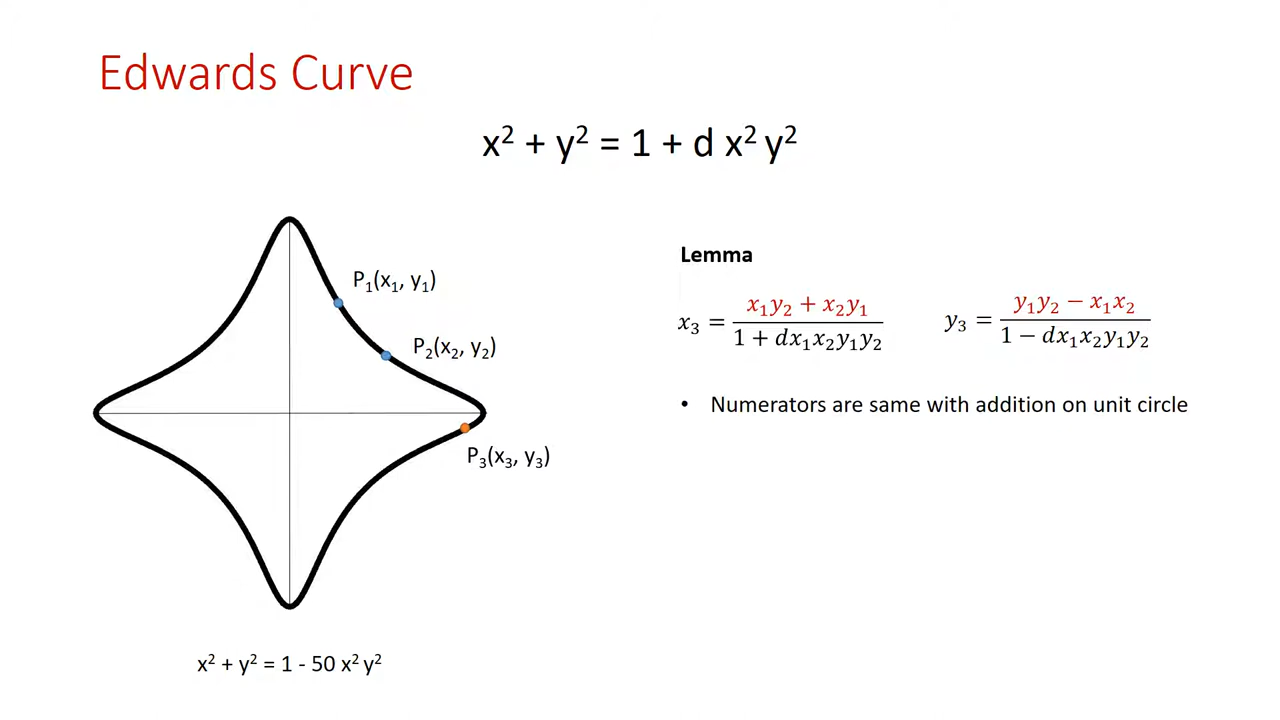 Edwards Curve
x² + y² = 1 + d x² y²
P₁(x₁, y₁)
P₂(x₂, y₂)
P₃(x₃, y₃)
x² + y² = 1 - 50 x² y²
Lemma
x₃ = (x₁y₂ + x₂y₁) / (1 + dx₁x₂y₁y₂)
y₃ = (y₁y₂ − x₁x₂) / (1 − dx₁x₂y₁y₂)
• Numerators are same with addition on unit circle